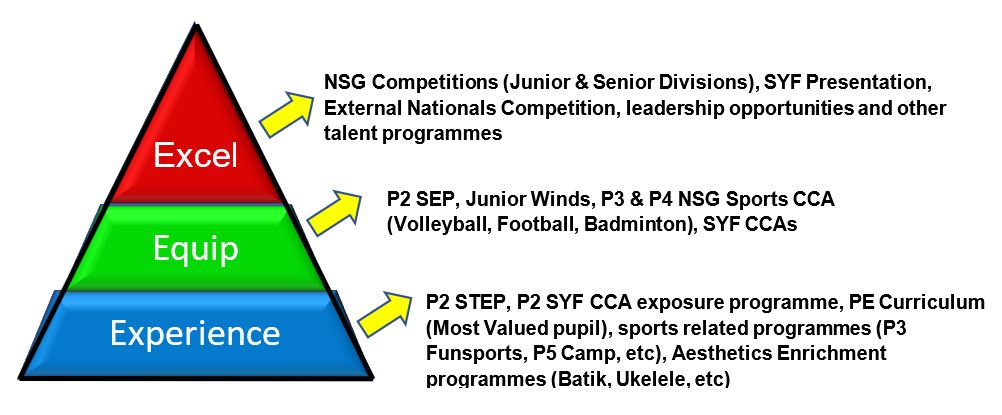 NSG Competitions (Junior & Senior Divisions), SYF Presentation,
External Nationals Competition, leadership opportunities and other
talent programmes
Excel
P2 SEP, Junior Winds, P3 & P4 NSG Sports CCA
(Volleyball, Football, Badminton), SYF CCAs
Equip
P2 STEP, P2 SYF CCA exposure programme, PE Curriculum
(Most Valued pupil), sports related programmes (P3
Funsports, P5 Camp, etc), Aesthetics Enrichment
programmes (Batik, Ukelele, etc)
Experience